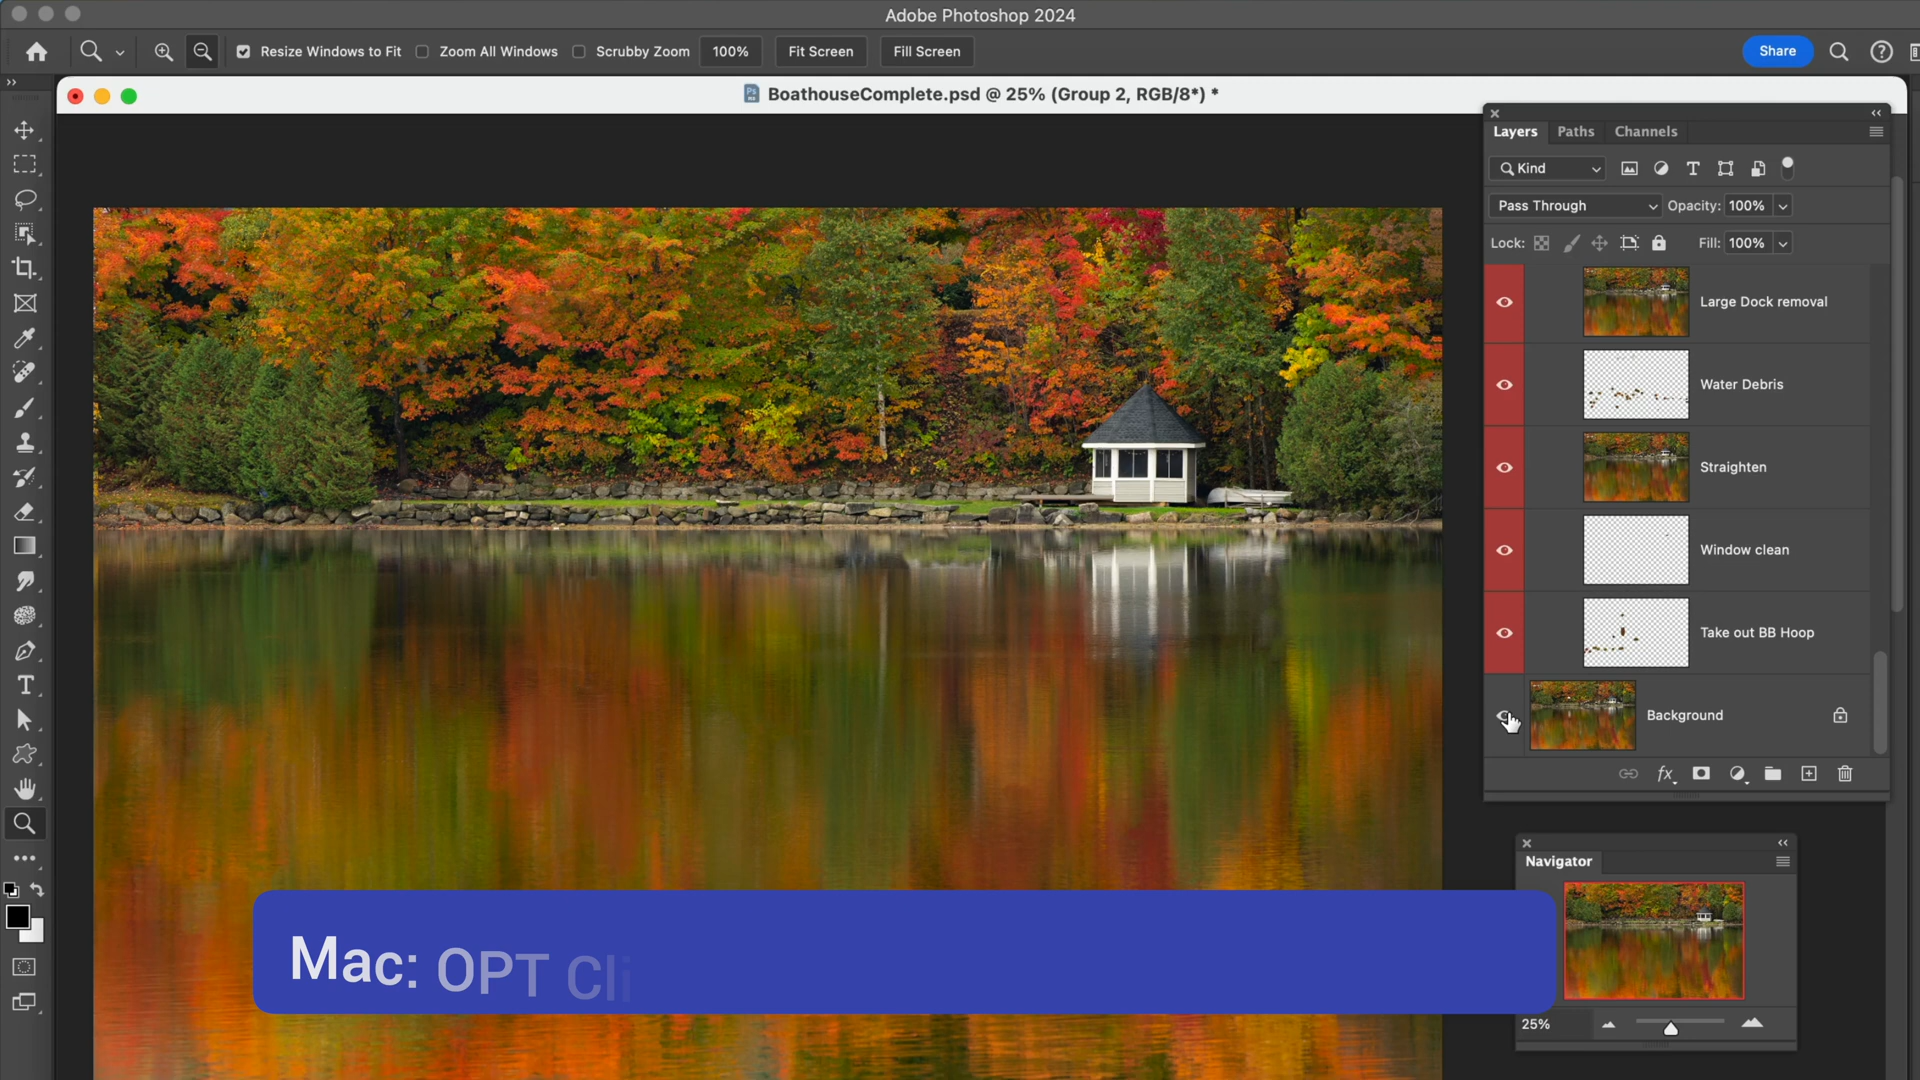 Adobe Photoshop 2024
Resize Windows to Fit
Zoom All Windows
Scrubby Zoom
100%
Fit Screen
Fill Screen
Share
BoathouseComplete.psd @ 25% (Group 2, RGB/8*) *
Layers
Paths
Channels
Kind
Pass Through
Opacity: 100%
Lock:
Fill: 100%
Large Dock removal
Water Debris
Straighten
Window clean
Take out BB Hoop
Background
fx
Navigator
25%
Mac: OPT Cli